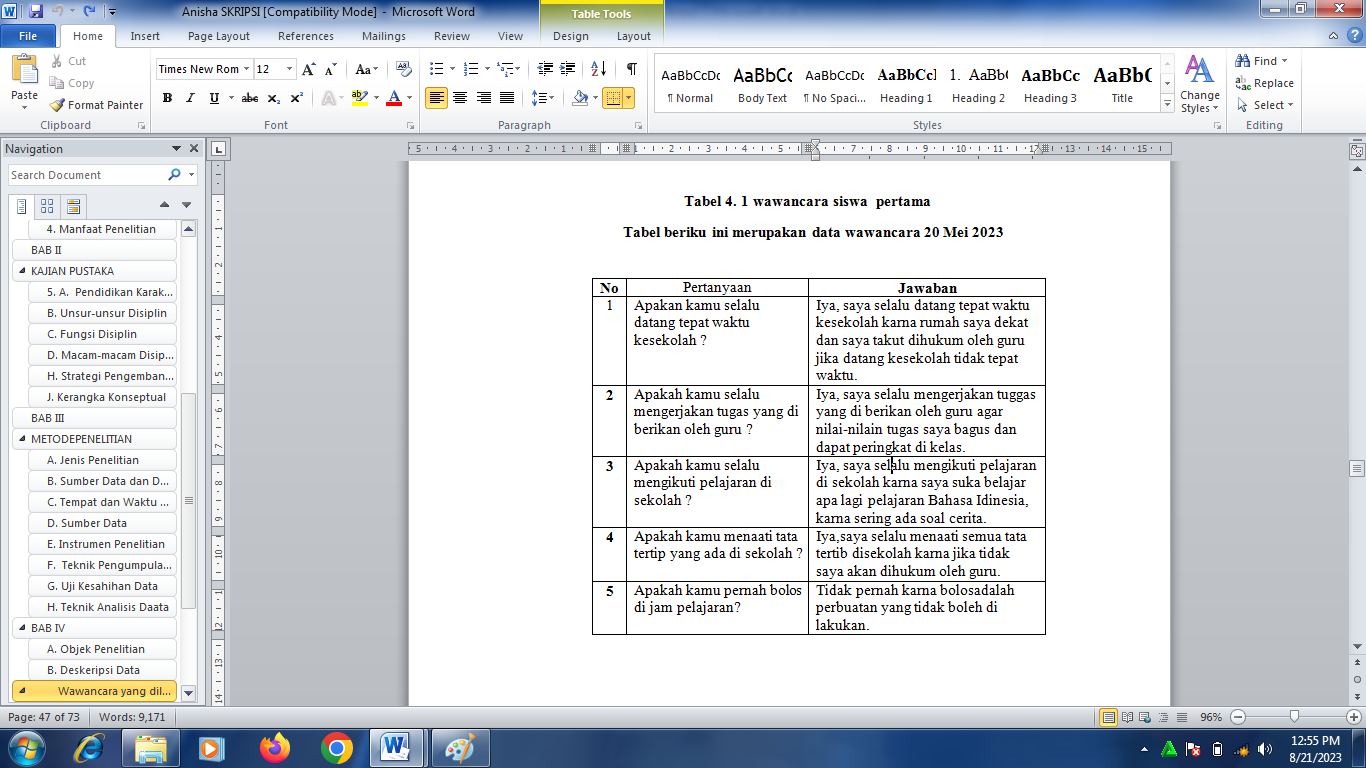 Anisha SKRIPSI [Compatibility Mode] - Microsoft Word
Table Tools
File Home Insert Page Layout References Mailings Review View Design Layout
Paste
Cut
Copy
Format Painter
Clipboard
Times New Rom 12
Font
Paragraph
AaBbCcDc AaBbCc AaBbCcDc AaBbCcI 1. AaBb( AaBbCc AaBbC
¶ Normal Body Text ¶ No Spaci... Heading 1 Heading 2 Heading 3 Title
Styles
Change Styles
Find
Replace
Select
Editing
Navigation
Search Document
4. Manfaat Penelitian
BAB II
KAJIAN PUSTAKA
5. A. Pendidikan Karak...
B. Unsur-unsur Disiplin
C. Fungsi Disiplin
D. Macam-macam Disip...
H. Strategi Pengemban...
J. Kerangka Konseptual
BAB III
METODEPENELITIAN
A. Jenis Penelitian
B. Sumber Data dan D...
C. Tempat dan Waktu ...
D. Sumber Data
E. Instrumen Penelitian
F. Teknik Pengumpula...
G. Uji Kesahihan Data
H. Teknik Analisis Daata
BAB IV
A. Objek Penelitian
B. Deskeripsi Data
Wawancara yang dil...
Tabel 4. 1 wawancara siswa pertama
Tabel beriku ini merupakan data wawancara 20 Mei 2023
No Pertanyaan Jawaban
1 Apakan kamu selalu
datang tepat waktu
kesekolah ?
Iya, saya selalu datang tepat waktu
kesekolah karna rumah saya dekat
dan saya takut dihukum oleh guru
jika datang kesekolah tidak tepat
waktu.
2 Apakah kamu selalu
mengerjakan tugas yang di
berikan oleh guru ?
Iya, saya selalu mengerjakan tuggas
yang di berikan oleh guru agar
nilai-nilain tugas saya bagus dan
dapat peringkat di kelas.
3 Apakah kamu selalu
mengikuti pelajaran di
sekolah ?
Iya, saya selalu mengikuti pelajaran
di sekolah karna saya suka belajar
apa lagi pelajaran Bahasa Idinesia,
karna sering ada soal cerita.
4 Apakah kamu menaati tata
tertip yang ada di sekolah ?
Iya,saya selalu menaati semua tata
tertib disekolah karna jika tidak
saya akan dihukum oleh guru.
5 Apakah kamu pernah bolos
di jam pelajaran?
Tidak pernah karna bolosadalah
perbuatan yang tidak boleh di
lakukan.
Page: 47 of 73 Words: 9,171
96%
12:55 PM
8/21/2023